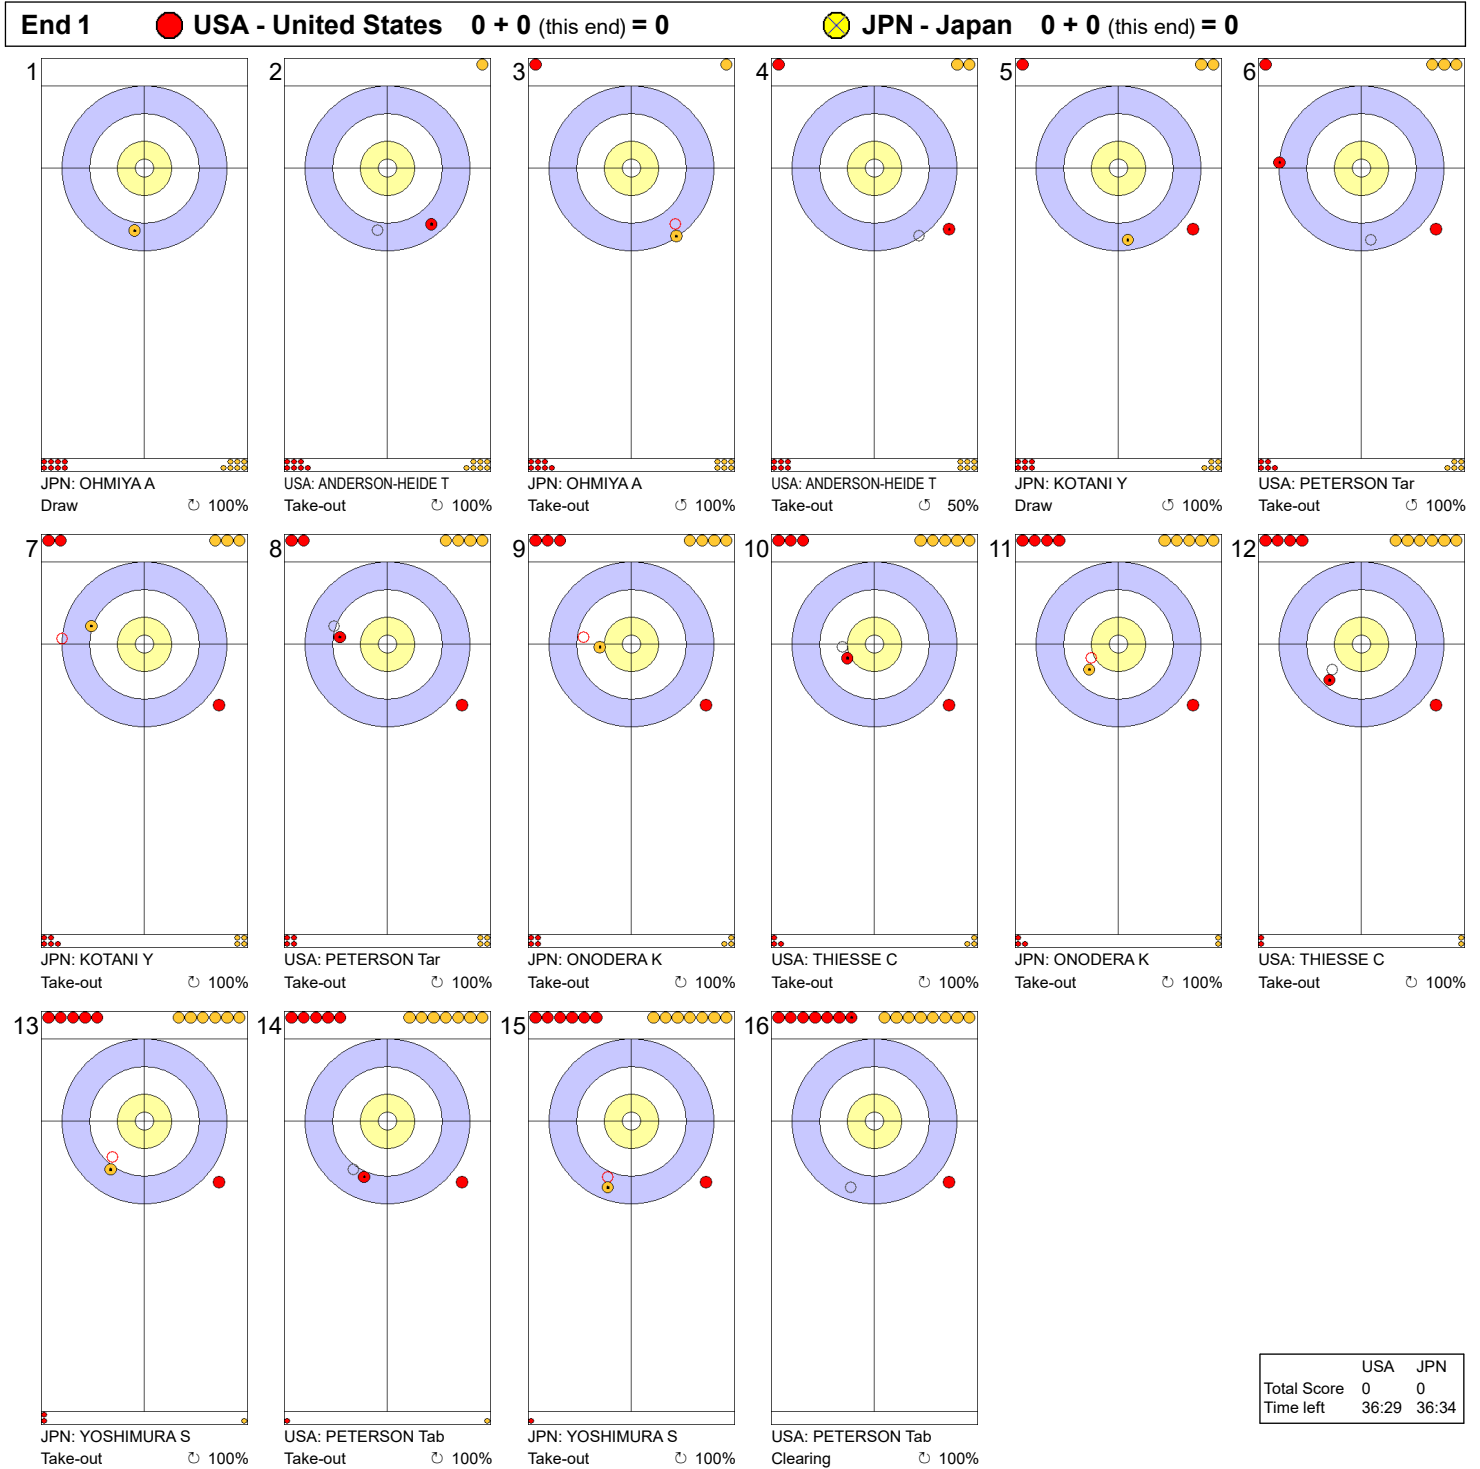 End 1 USA - United States 0 + 0 (this end) = 0 JPN - Japan 0 + 0 (this end) = 0
1 2 3 4 5 6
JPN: OHMIYA A USA: ANDERSON-HEIDE T JPN: OHMIYA A USA: ANDERSON-HEIDE T JPN: KOTANI Y USA: PETERSON Tar
Draw ↻ 100% Take-out ↻ 100% Take-out ↺ 100% Take-out ↺ 50% Draw ↺ 100% Take-out ↺ 100%
7 8 9 10 11 12
JPN: KOTANI Y USA: PETERSON Tar JPN: ONODERA K USA: THIESSE C JPN: ONODERA K USA: THIESSE C
Take-out ↻ 100% Take-out ↻ 100% Take-out ↻ 100% Take-out ↻ 100% Take-out ↻ 100% Take-out ↻ 100%
13 14 15 16
JPN: YOSHIMURA S USA: PETERSON Tab JPN: YOSHIMURA S USA: PETERSON Tab
Take-out ↻ 100% Take-out ↻ 100% Take-out ↻ 100% Clearing ↻ 100%
USA JPN
Total Score 0 0
Time left 36:29 36:34